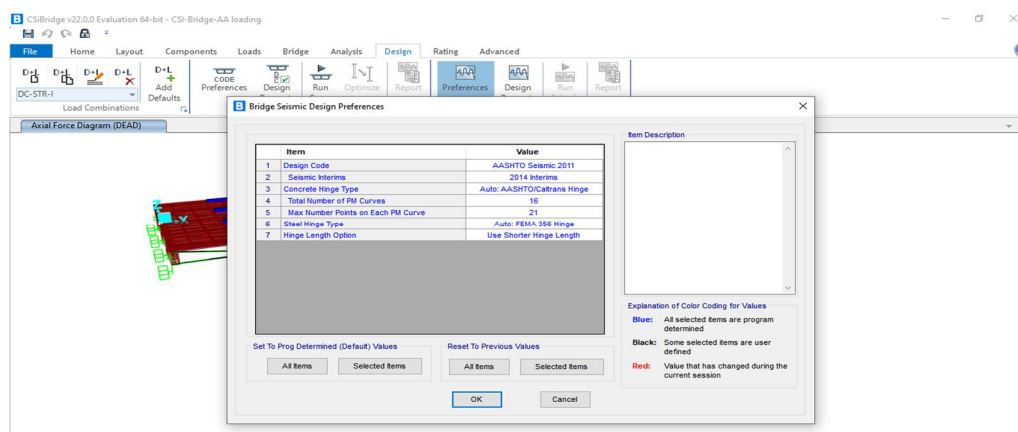 CSiBridge v22.0.0 Evaluation 64-bit - CSI-Bridge-AA loading
File Home Layout Components Loads Bridge Analysis Design Rating Advanced
D+L D+L D+L D+L D+L
Add Defaults
CODE Preferences
Design
Run
Optimize
Report
Preferences
Design
Run
Report
DC-STR-I
Load Combinations
Axial Force Diagram (DEAD)
Bridge Seismic Design Preferences
Item Value
1 Design Code AASHTO Seismic 2011
2 Seismic Interims 2014 Interims
3 Concrete Hinge Type Auto: AASHTO/Caltrans Hinge
4 Total Number of PM Curves 16
5 Max Number Points on Each PM Curve 21
6 Steel Hinge Type Auto: FEMA 356 Hinge
7 Hinge Length Option Use Shorter Hinge Length
Item Description
Explanation of Color Coding for Values
Blue: All selected items are program
determined
Black: Some selected items are user
defined
Red: Value that has changed during the
current session
Set To Prog Determined (Default) Values
All Items Selected Items
Reset To Previous Values
All Items Selected Items
OK Cancel